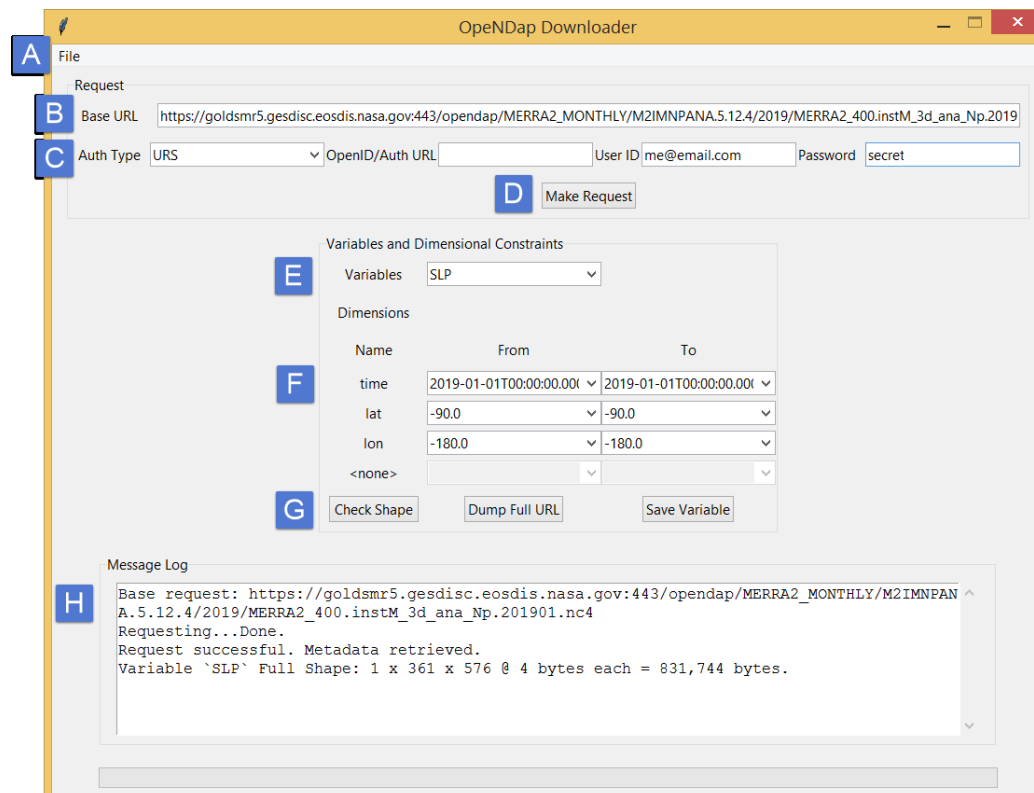 OpeNDap Downloader
A
File
Request
B
Base URL https://goldsmr5.gesdisc.eosdis.nasa.gov:443/opendap/MERRA2_MONTHLY/M2IMNPANA.5.12.4/2019/MERRA2_400.instM_3d_ana_Np.2019
C
Auth Type URS OpenID/Auth URL User ID me@email.com Password secret
D Make Request
Variables and Dimensional Constraints
E Variables SLP
Dimensions
Name From To
F time 2019-01-01T00:00:00.000 2019-01-01T00:00:00.000
lat -90.0 -90.0
lon -180.0 -180.0
<none>
G Check Shape Dump Full URL Save Variable
Message Log
H
Base request: https://goldsmr5.gesdisc.eosdis.nasa.gov:443/opendap/MERRA2_MONTHLY/M2IMNPAN
A.5.12.4/2019/MERRA2_400.instM_3d_ana_Np.201901.nc4
Requesting...Done.
Request successful. Metadata retrieved.
Variable `SLP` Full Shape: 1 x 361 x 576 @ 4 bytes each = 831,744 bytes.